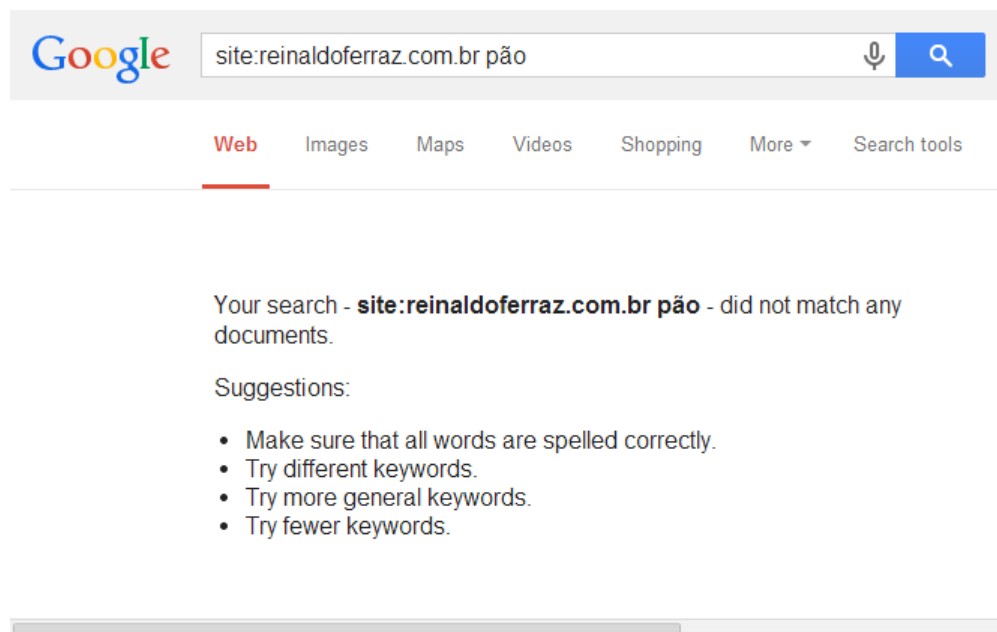 Google
site:reinaldoferraz.com.br pão
Web Images Maps Videos Shopping More Search tools
Your search - site:reinaldoferraz.com.br pão - did not match any
documents.
Suggestions:
• Make sure that all words are spelled correctly.
• Try different keywords.
• Try more general keywords.
• Try fewer keywords.